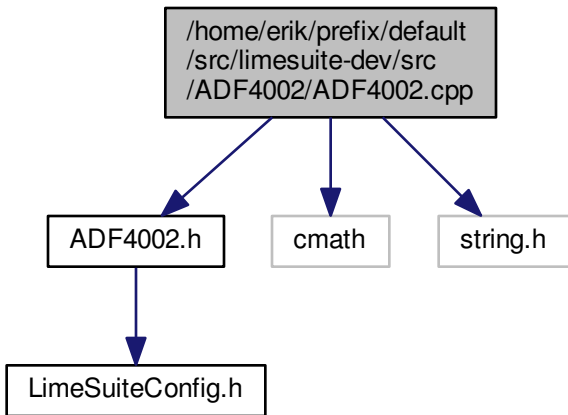 /home/erik/prefix/default
/src/limesuite-dev/src
/ADF4002/ADF4002.cpp
ADF4002.h
cmath
string.h
LimeSuiteConfig.h